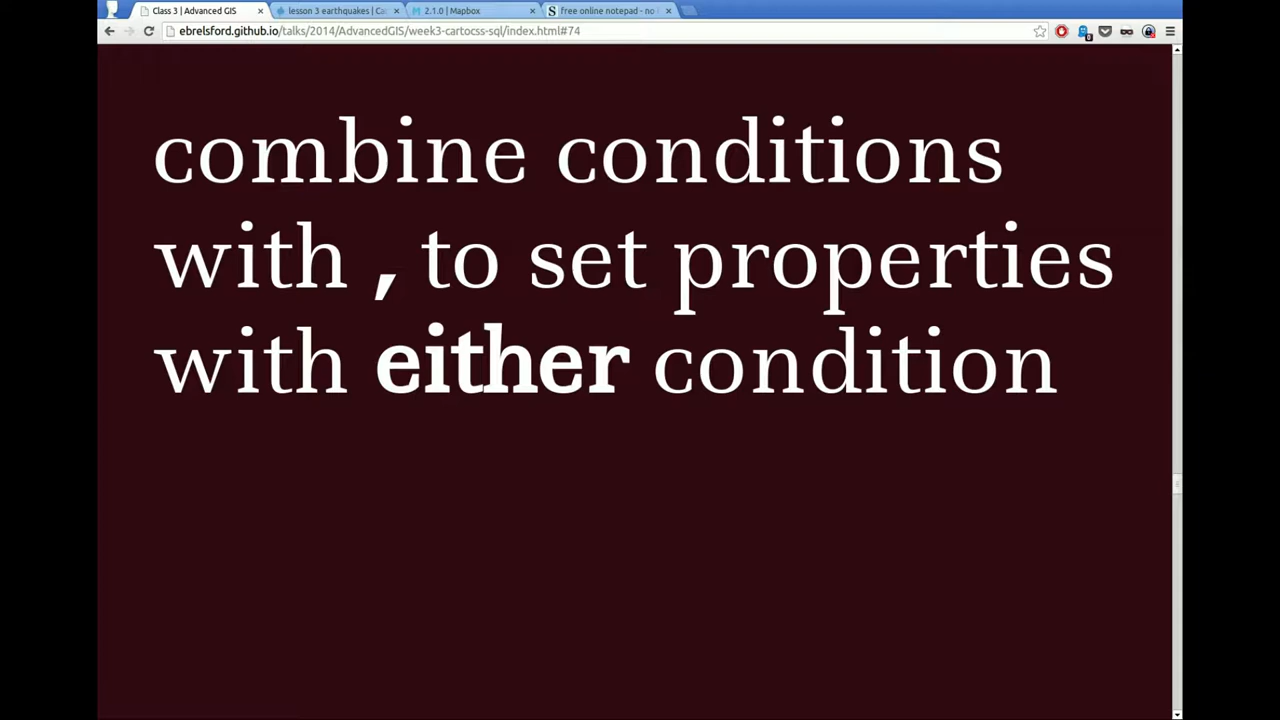 Class 3 | Advanced GIS
lesson 3 earthquakes | Ca
2.1.0 | Mapbox
free online notepad - no
ebrelsford.github.io/talks/2014/AdvancedGIS/week3-cartocss-sql/index.html#74
combine conditions
with , to set properties
with either condition